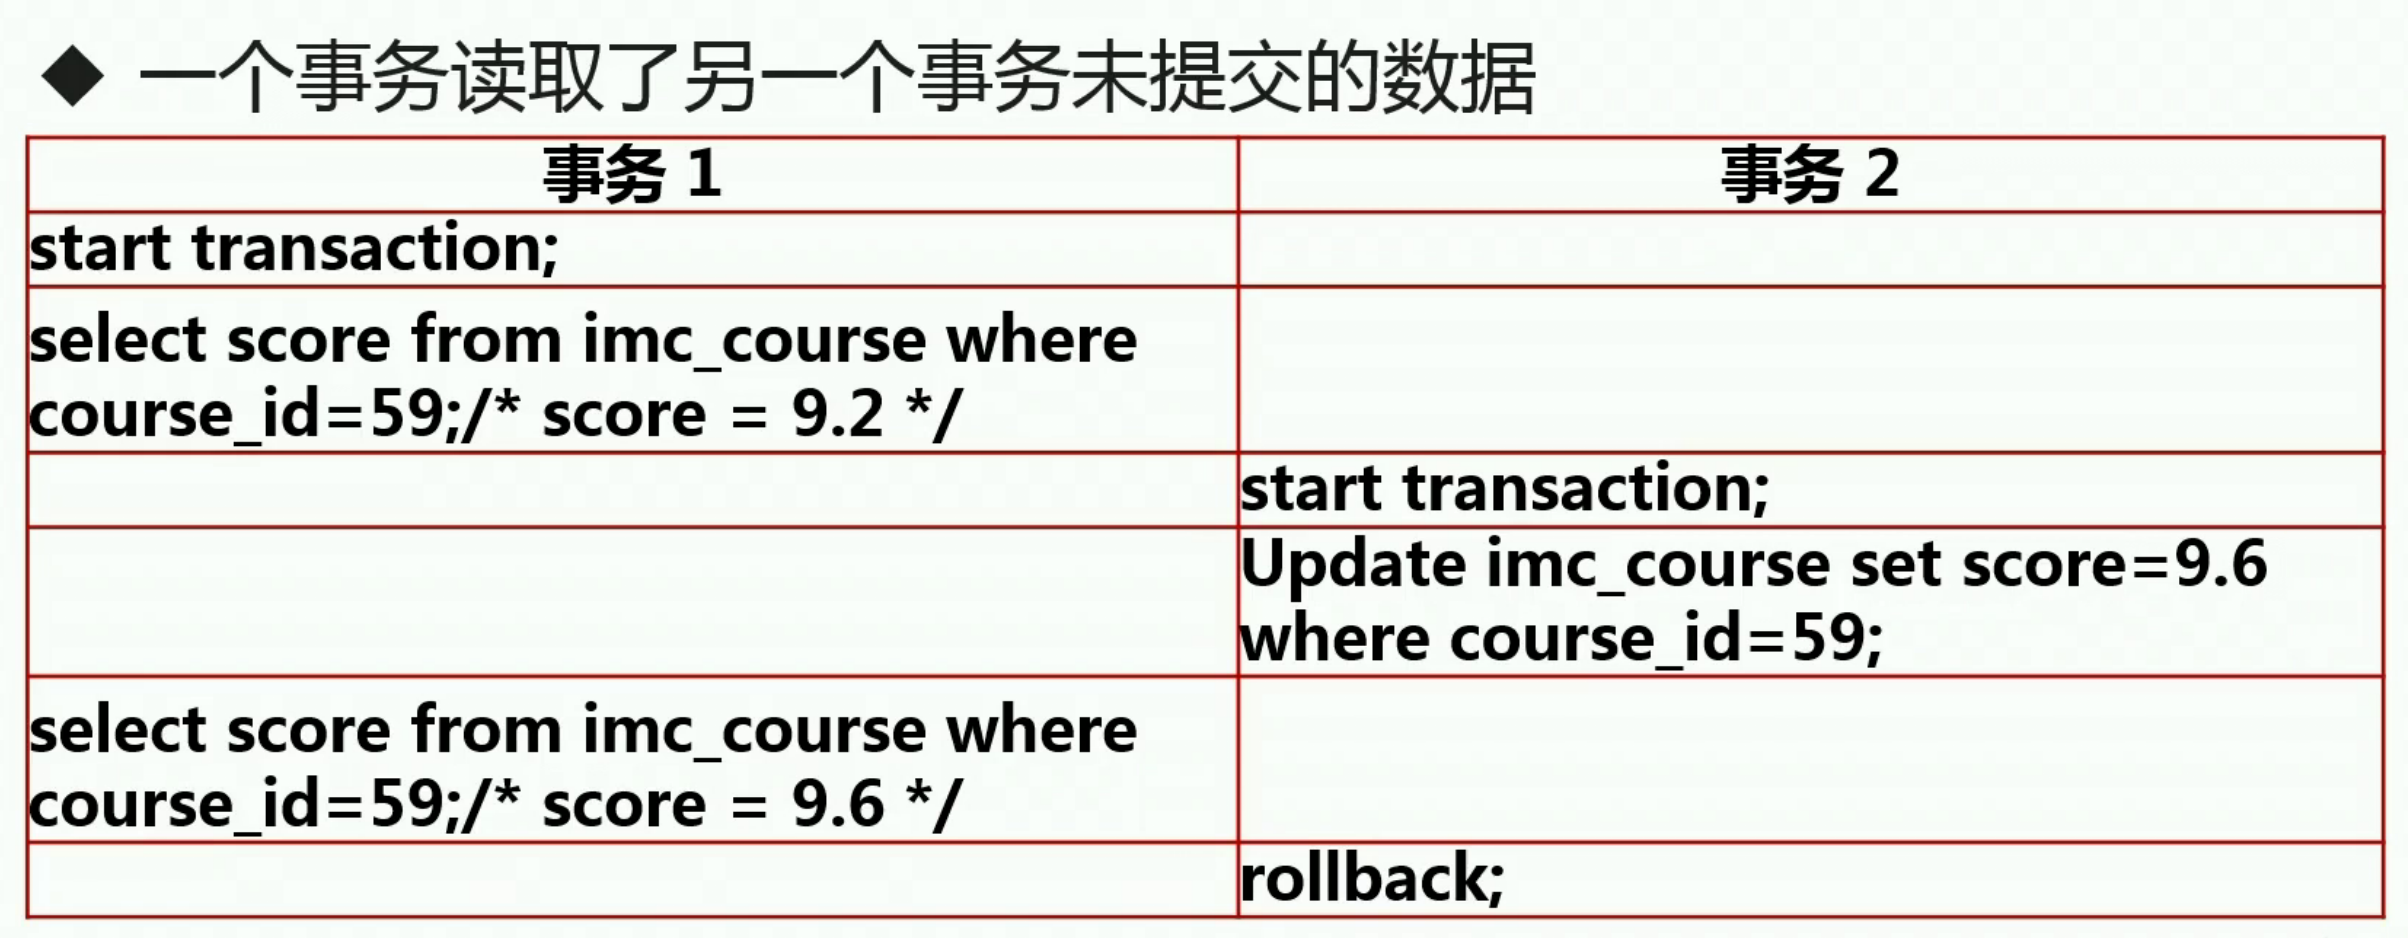 ◆ 一个事务读取了另一个事务未提交的数据
事务 1
事务 2
start transaction;
select score from imc_course where
course_id=59;/* score = 9.2 */
start transaction;
Update imc_course set score=9.6
where course_id=59;
select score from imc_course where
course_id=59;/* score = 9.6 */
rollback;